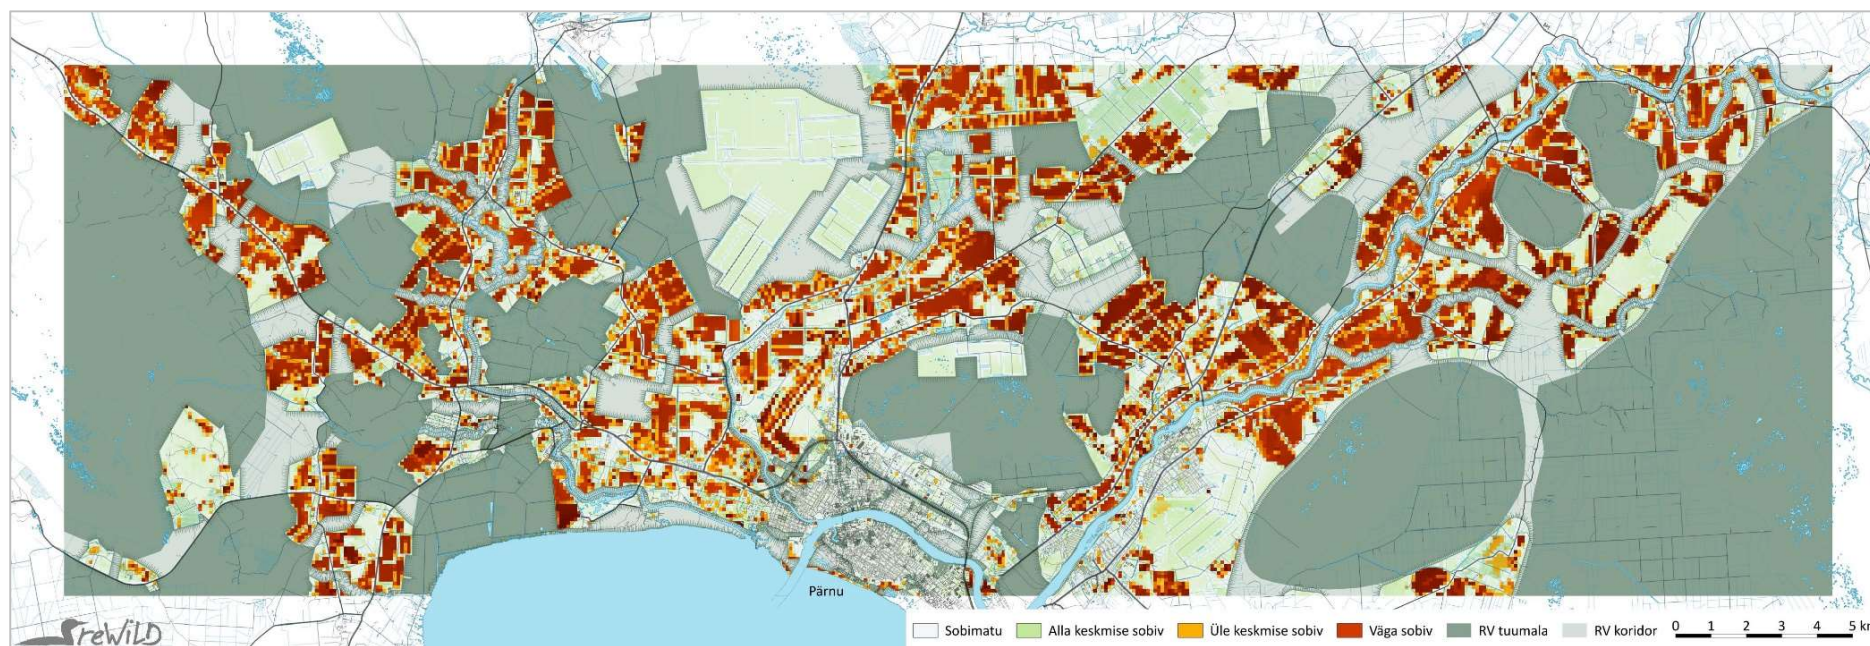 Pärnu
Sobimatu
Alla keskmise sobiv
Üle keskmise sobiv
Väga sobiv
RV tuumala
RV koridor
0 1 2 3 4 5 km
reWiLD